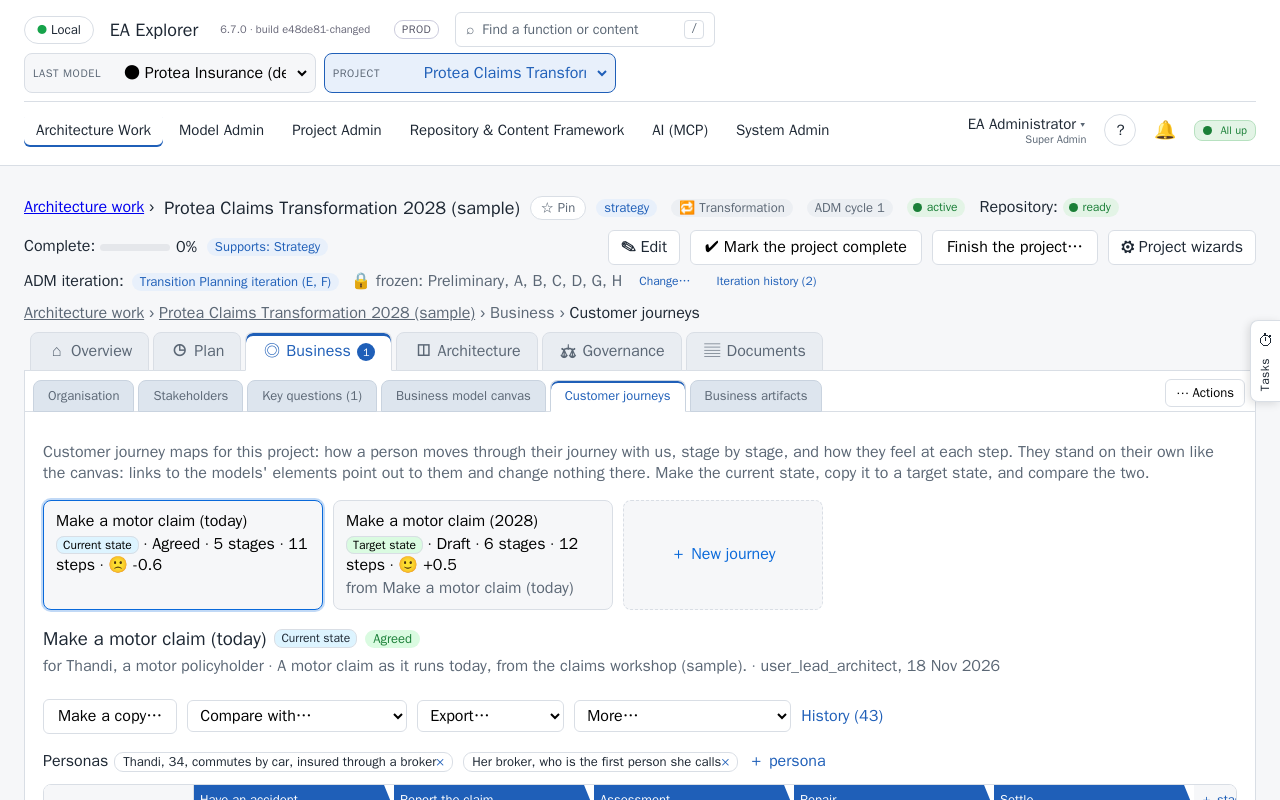 Local EA Explorer 6.7.0 · build e48de81-changed PROD Find a function or content /
LAST MODEL Protea Insurance (de PROJECT Protea Claims Transfor
Architecture Work Model Admin Project Admin Repository & Content Framework AI (MCP) System Admin EA Administrator ▾ ? All up
Super Admin
Architecture work › Protea Claims Transformation 2028 (sample) ☆ Pin strategy 🔁 Transformation ADM cycle 1 active Repository: ready
Complete: 0% Supports: Strategy ✎ Edit ✔ Mark the project complete Finish the project··· ⚙ Project wizards
ADM iteration: Transition Planning iteration (E, F) 🔒 frozen: Preliminary, A, B, C, D, G, H Change··· Iteration history (2)
Architecture work › Protea Claims Transformation 2028 (sample) › Business › Customer journeys
Overview Plan Business 1 Architecture Governance Documents
Tasks
Organisation Stakeholders Key questions (1) Business model canvas Customer journeys Business artifacts ··· Actions
Customer journey maps for this project: how a person moves through their journey with us, stage by stage, and how they feel at each step. They stand on their own like
the canvas: links to the models' elements point out to them and change nothing there. Make the current state, copy it to a target state, and compare the two.
Make a motor claim (today)
Current state · Agreed · 5 stages · 11
steps · 🙁 -0.6
Make a motor claim (2028)
Target state · Draft · 6 stages · 12
steps · 🙂 +0.5
from Make a motor claim (today)
+ New journey
Make a motor claim (today) Current state Agreed
for Thandi, a motor policyholder · A motor claim as it runs today, from the claims workshop (sample). · user_lead_architect, 18 Nov 2026
Make a copy··· Compare with··· Export··· More··· History (43)
Personas Thandi, 34, commutes by car, insured through a broker× Her broker, who is the first person she calls× + persona
Have an accident Report the claim Assessment Repair Settle + sta